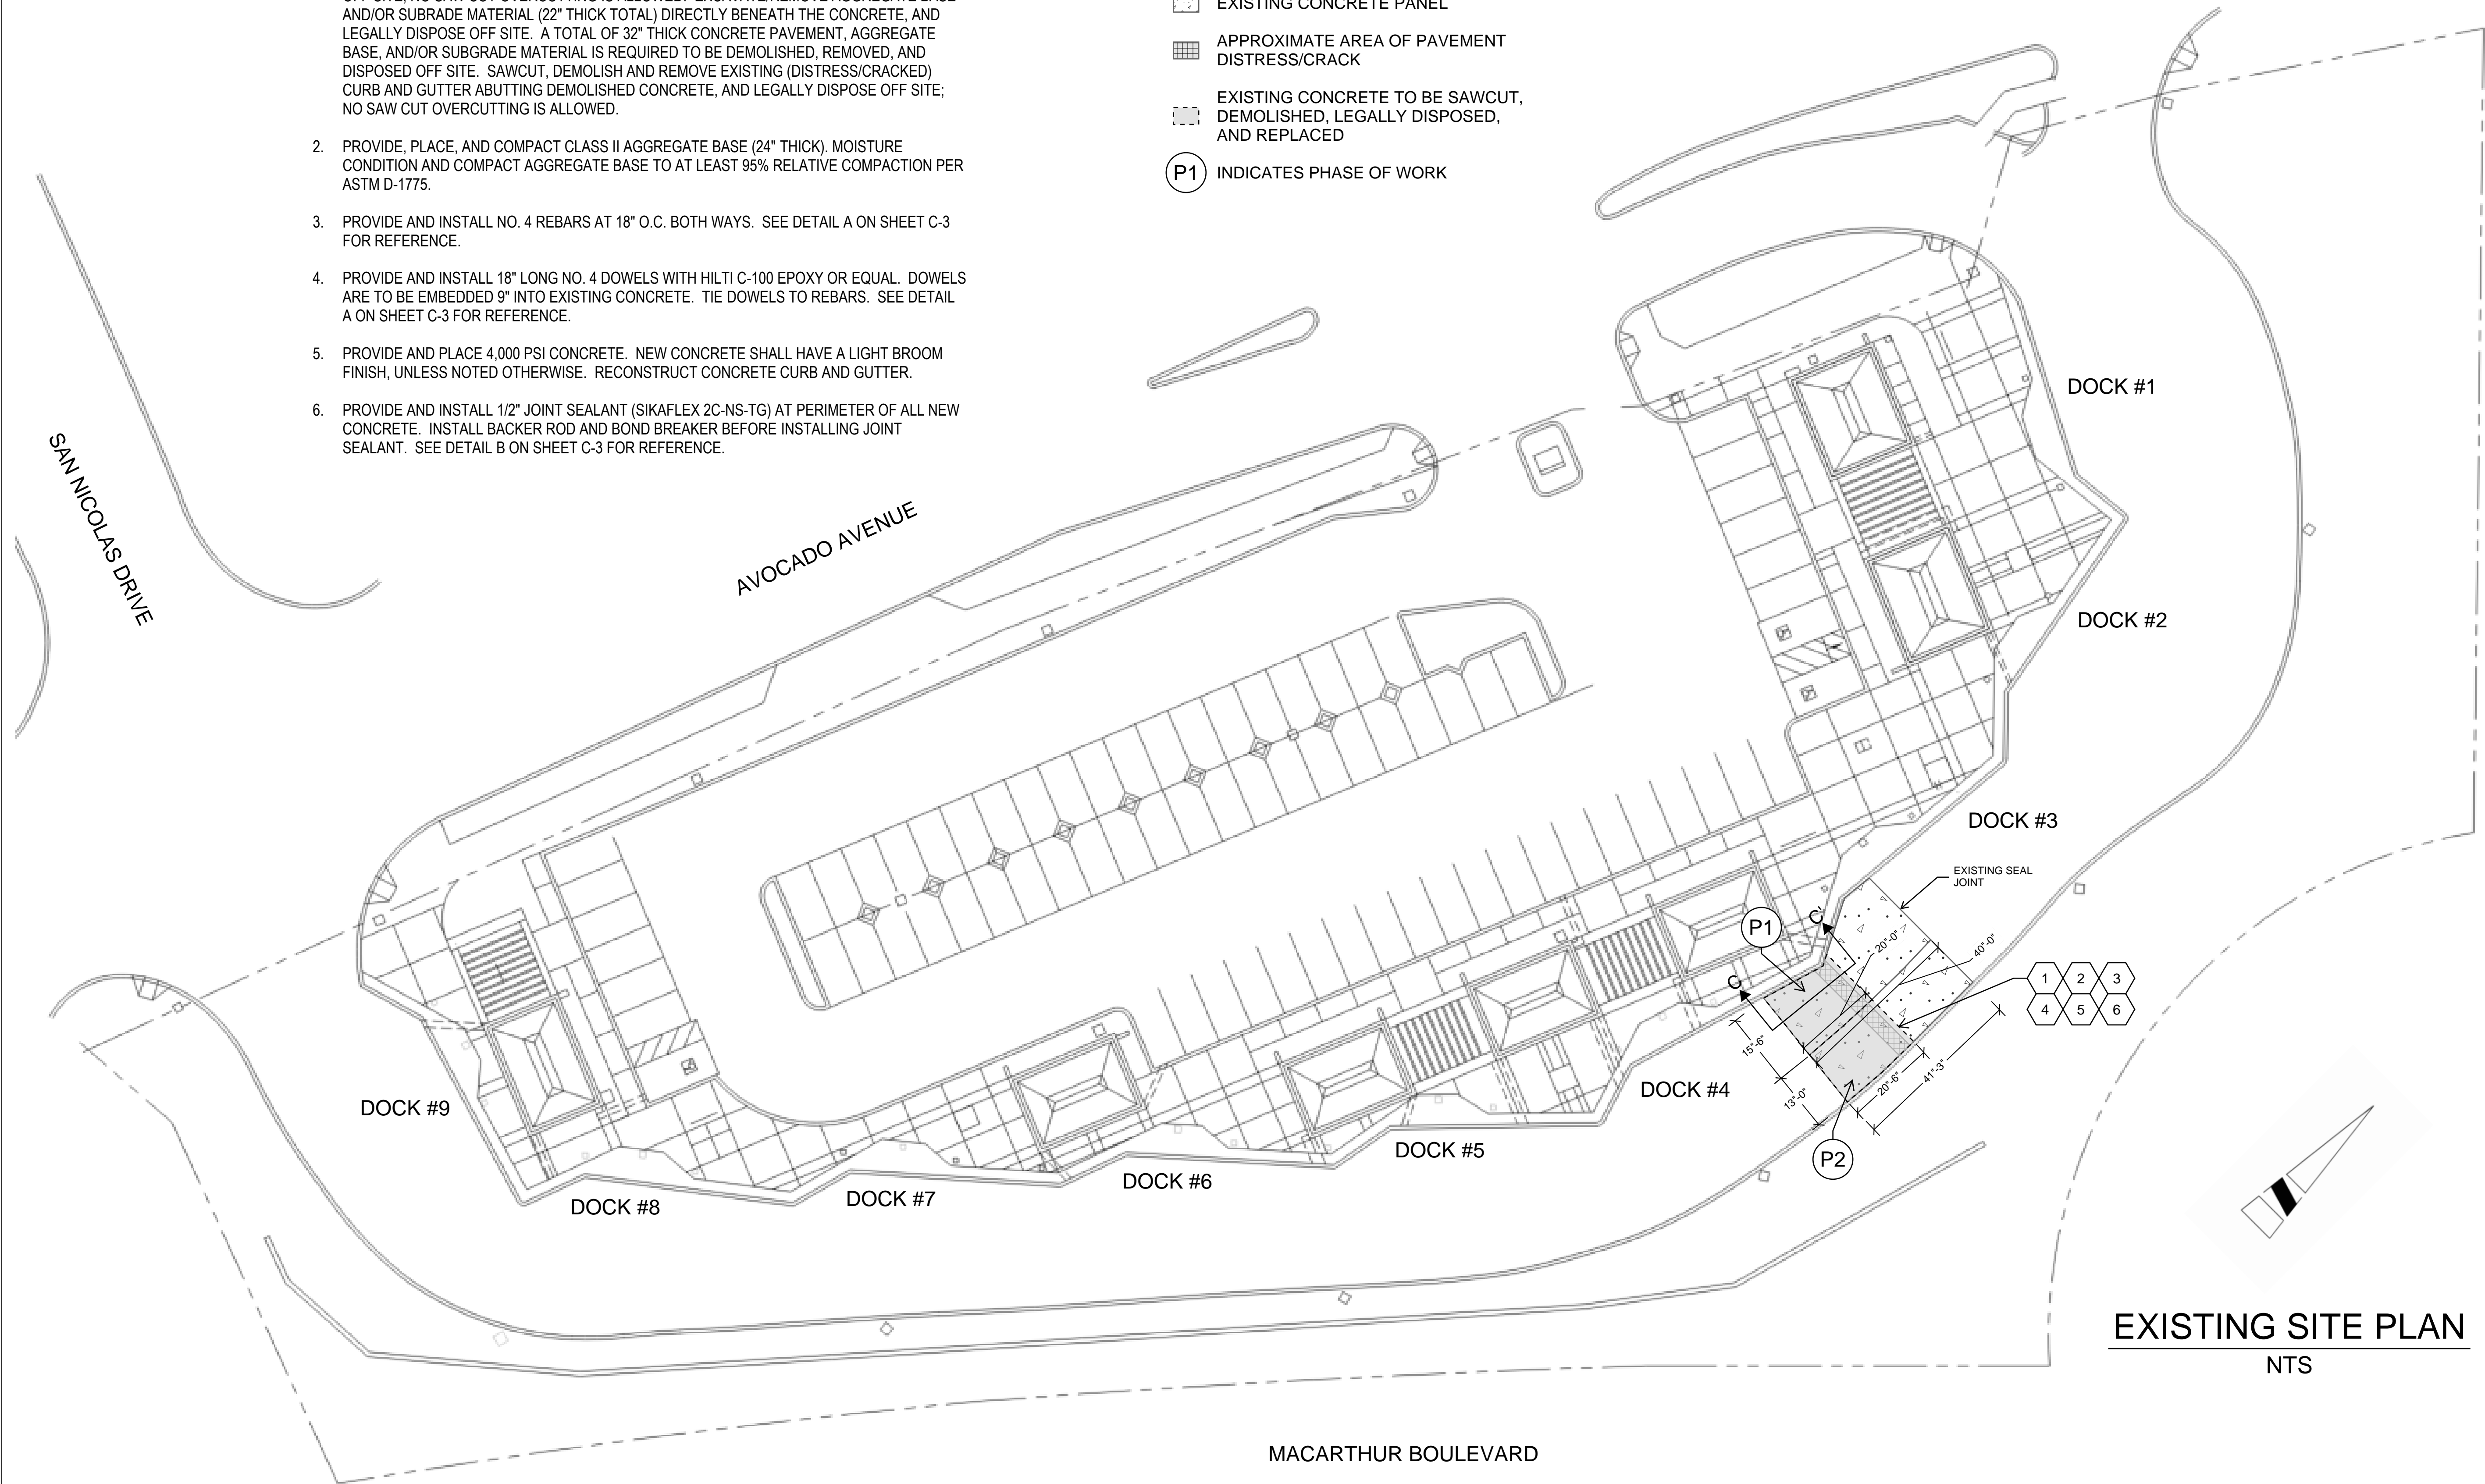 AND/OR SUBRADE MATERIAL (22" THICK TOTAL) DIRECTLY BENEATH THE CONCRETE, AND
LEGALLY DISPOSE OFF SITE. A TOTAL OF 32" THICK CONCRETE PAVEMENT, AGGREGATE
BASE, AND/OR SUBGRADE MATERIAL IS REQUIRED TO BE DEMOLISHED, REMOVED, AND
DISPOSED OFF SITE. SAWCUT, DEMOLISH AND REMOVE EXISTING (DISTRESS/CRACKED)
CURB AND GUTTER ABUTTING DEMOLISHED CONCRETE, AND LEGALLY DISPOSE OFF SITE;
NO SAW CUT OVERCUTTING IS ALLOWED.
2. PROVIDE, PLACE, AND COMPACT CLASS II AGGREGATE BASE (24" THICK). MOISTURE
CONDITION AND COMPACT AGGREGATE BASE TO AT LEAST 95% RELATIVE COMPACTION PER
ASTM D-1775.
3. PROVIDE AND INSTALL NO. 4 REBARS AT 18" O.C. BOTH WAYS. SEE DETAIL A ON SHEET C-3
FOR REFERENCE.
4. PROVIDE AND INSTALL 18" LONG NO. 4 DOWELS WITH HILTI C-100 EPOXY OR EQUAL. DOWELS
ARE TO BE EMBEDDED 9" INTO EXISTING CONCRETE. TIE DOWELS TO REBARS. SEE DETAIL
A ON SHEET C-3 FOR REFERENCE.
5. PROVIDE AND PLACE 4,000 PSI CONCRETE. NEW CONCRETE SHALL HAVE A LIGHT BROOM
FINISH, UNLESS NOTED OTHERWISE. RECONSTRUCT CONCRETE CURB AND GUTTER.
6. PROVIDE AND INSTALL 1/2" JOINT SEALANT (SIKAFLEX 2C-NS-TG) AT PERIMETER OF ALL NEW
CONCRETE. INSTALL BACKER ROD AND BOND BREAKER BEFORE INSTALLING JOINT
SEALANT. SEE DETAIL B ON SHEET C-3 FOR REFERENCE.
EXISTING CONCRETE PANEL
APPROXIMATE AREA OF PAVEMENT
DISTRESS/CRACK
EXISTING CONCRETE TO BE SAWCUT,
DEMOLISHED, LEGALLY DISPOSED,
AND REPLACED
P1 INDICATES PHASE OF WORK
SAN NICOLAS DRIVE
AVOCADO AVENUE
DOCK #1
DOCK #2
DOCK #3
EXISTING SEAL
JOINT
P1
C'
C
20"-0"
40"-0"
1 2 3
4 5 6
15"-6"
13"-0"
20"-6"
41"-3"
P2
DOCK #4
DOCK #5
DOCK #6
DOCK #7
DOCK #8
DOCK #9
EXISTING SITE PLAN
NTS
MACARTHUR BOULEVARD